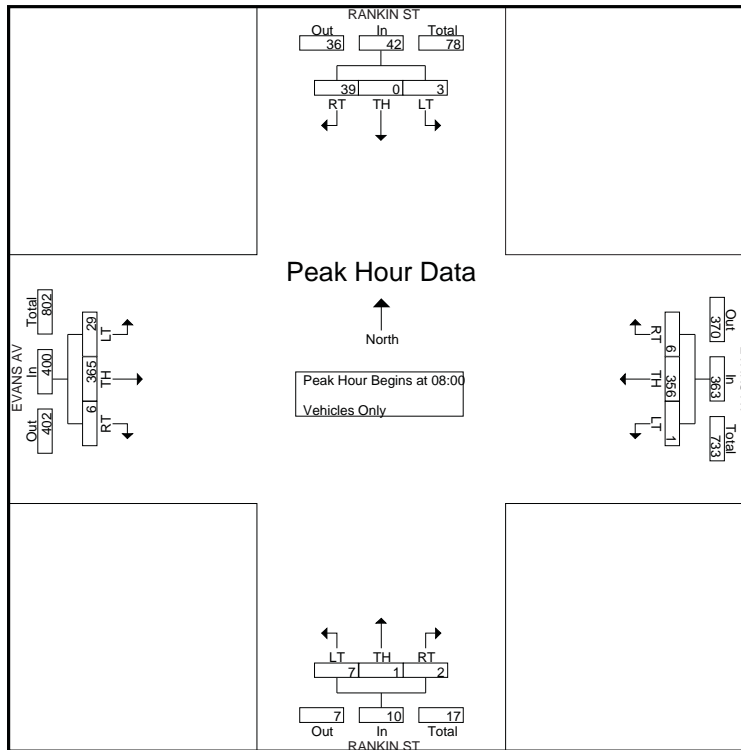 RANKIN ST
Out In Total
36 42 78
39 0 3
RT TH LT
Peak Hour Data
North
Peak Hour Begins at 08:00
Vehicles Only
EVANS AV
Total In Out
802 400 402
29 365 6
LT TH RT
Out In Total
370 363 733
6 356 1
RT TH LT
LT TH RT
7 1 2
7 10 17
Out In Total
RANKIN ST